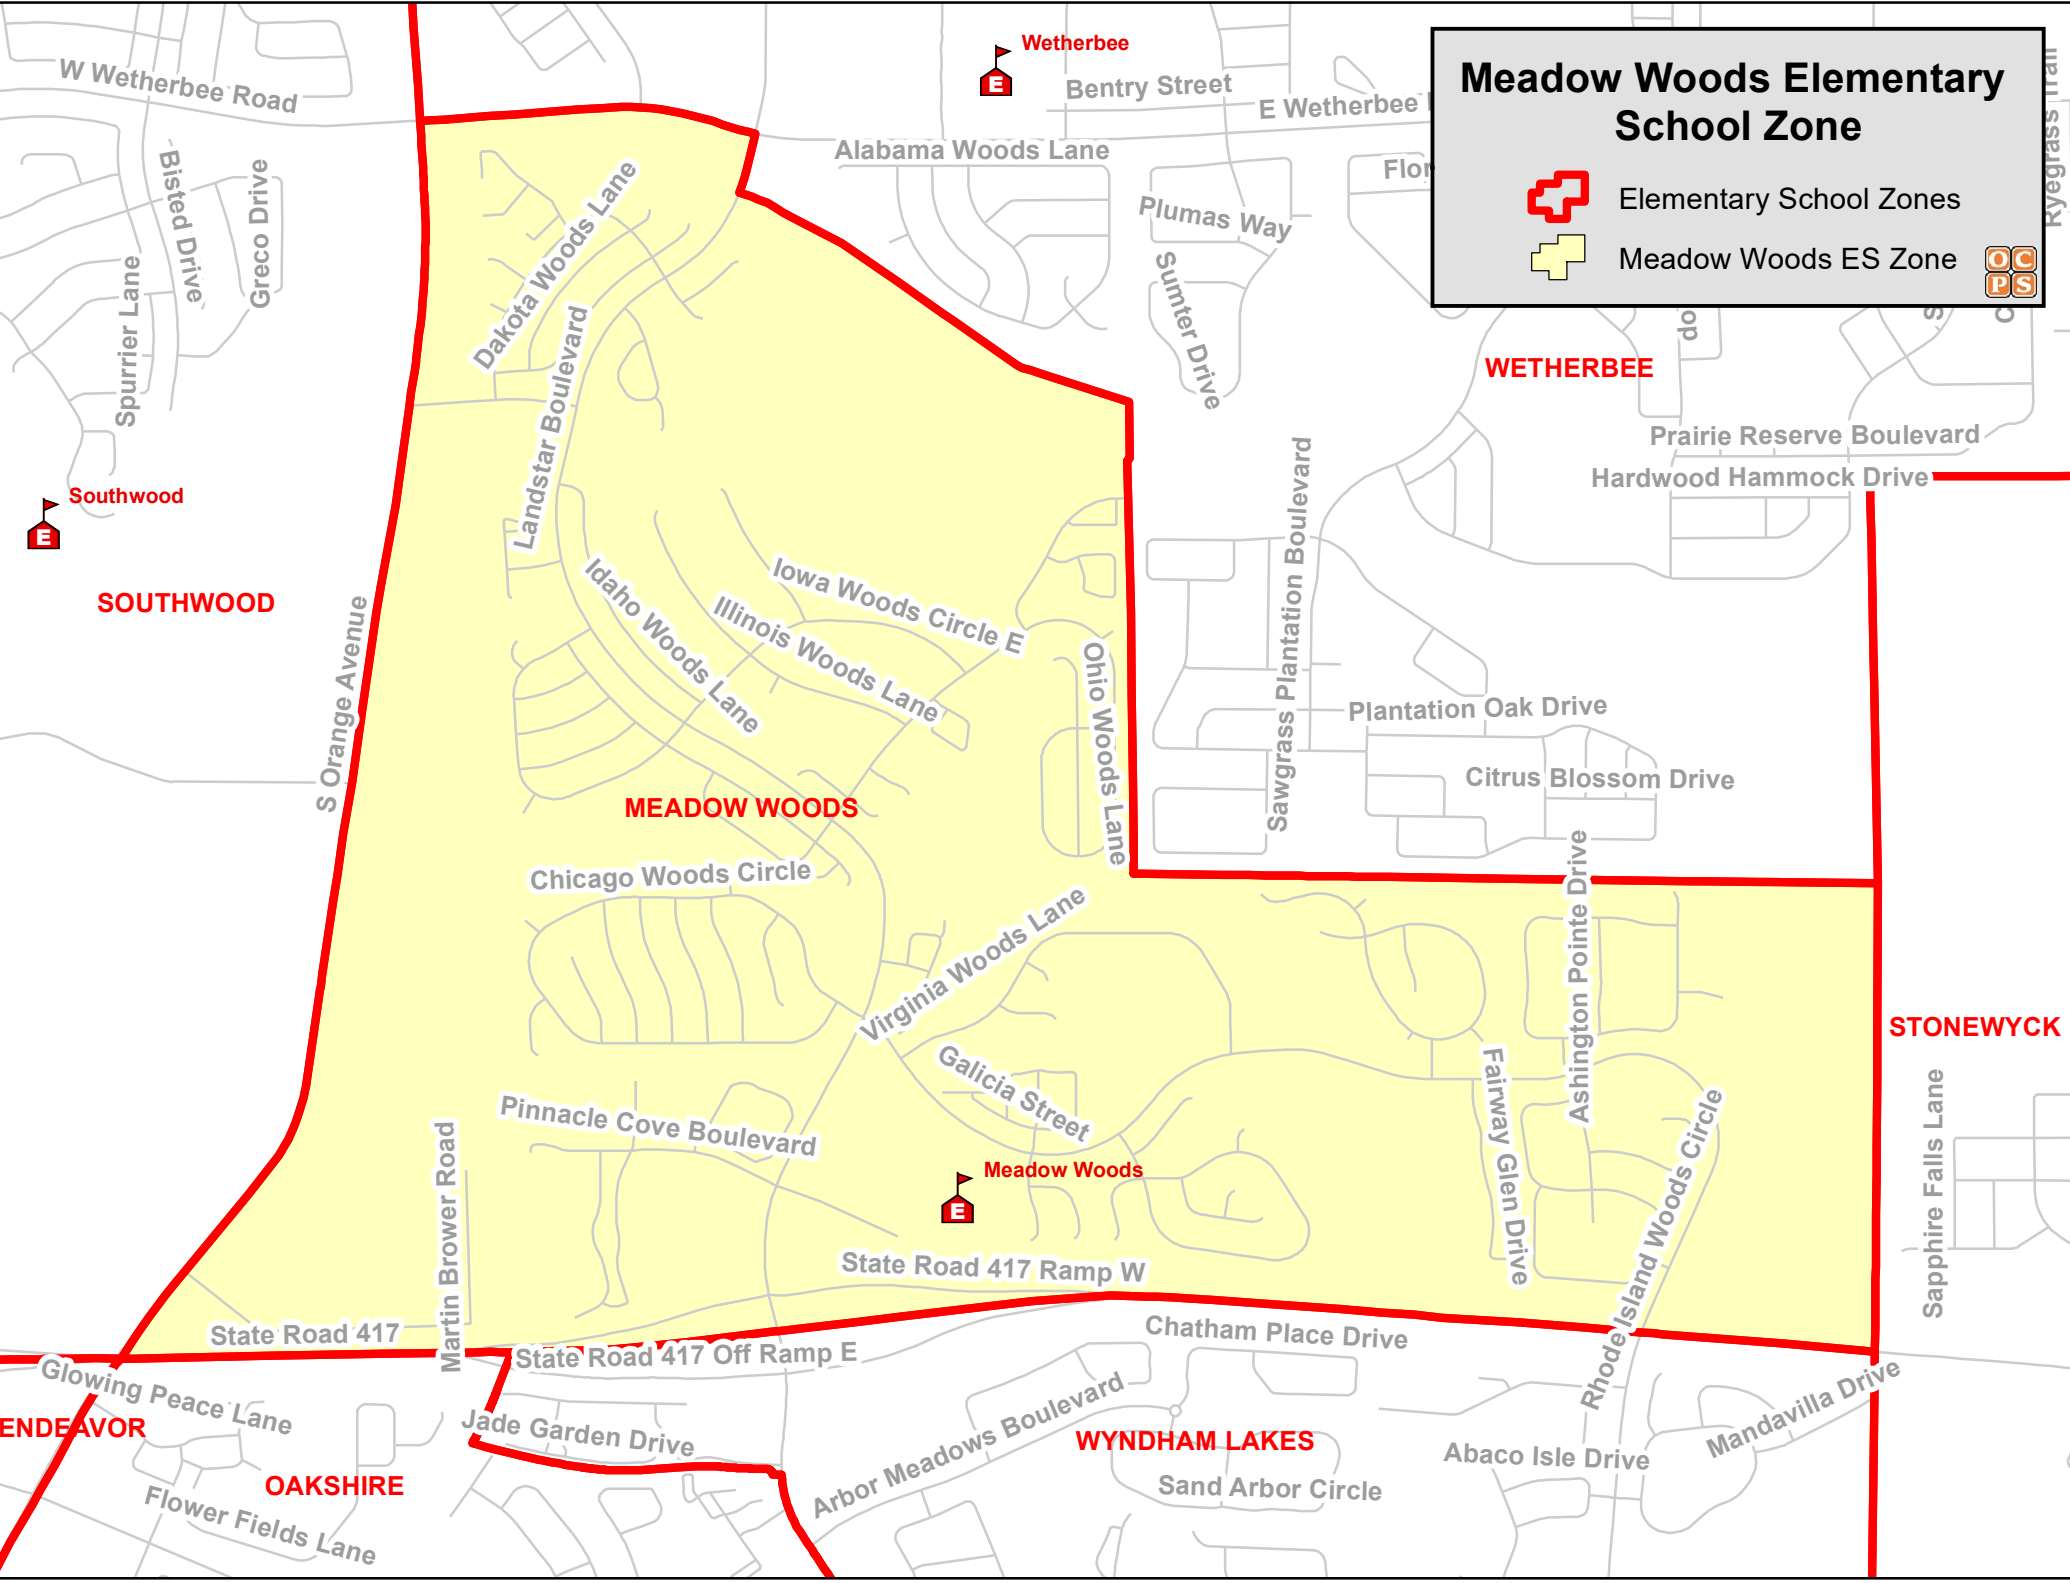 Meadow Woods Elementary
School Zone
Elementary School Zones
Meadow Woods ES Zone
O C
P S
Wetherbee
Bentry Street
E Wetherbee
W Wetherbee Road
Alabama Woods Lane
Plumas Way
Sumter Drive
Bisted Drive
Greco Drive
Spurrier Lane
Dakota Woods Lane
Landstar Boulevard
Ryegrass Trail
WETHERBEE
Prairie Reserve Boulevard
Hardwood Hammock Drive
Southwood
E
SOUTHWOOD
S Orange Avenue
Idaho Woods Lane
Iowa Woods Circle E
Illinois Woods Lane
Ohio Woods Lane
Sawgrass Plantation Boulevard
Plantation Oak Drive
Citrus Blossom Drive
MEADOW WOODS
Chicago Woods Circle
Virginia Woods Lane
Ashington Pointe Drive
STONEWYCK
Galicia Street
Fairway Glen Drive
Pinnacle Cove Boulevard
Martin Brower Road
Meadow Woods
E
Rhode Island Woods Circle
Sapphire Falls Lane
State Road 417 Ramp W
State Road 417
State Road 417 Off Ramp E
Chatham Place Drive
Glowing Peace Lane
ENDEAVOR
Jade Garden Drive
Arbor Meadows Boulevard
WYNDHAM LAKES
Mandavilla Drive
Abaco Isle Drive
OAKSHIRE
Sand Arbor Circle
Flower Fields Lane
E